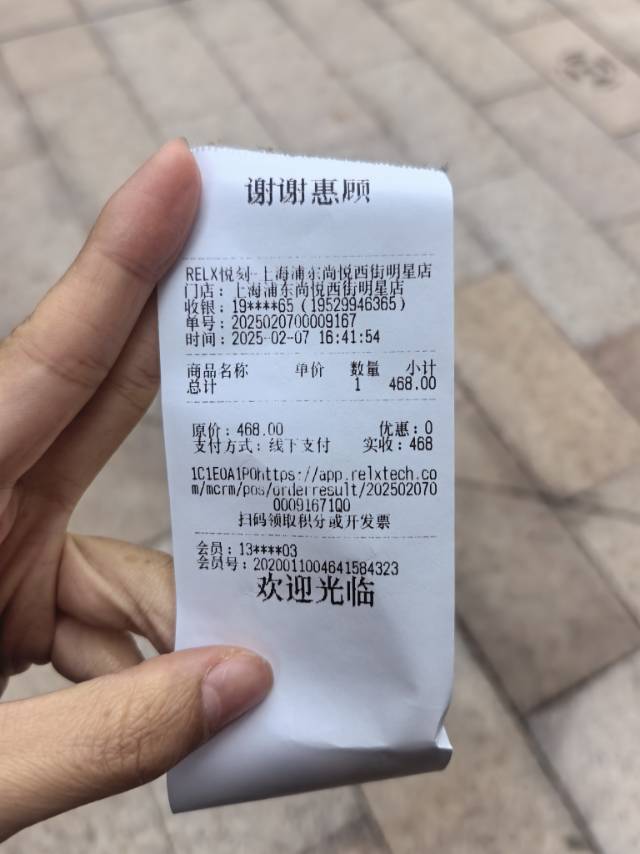 谢谢惠顾
RELX悦刻-上海浦东尚悦西街明星店
门店：上海浦东尚悦西街明星店
收银：19****65（19529946365）
单号：2025020700009167
时间：2025-02-07 16:41:54
商品名称 单价 数量 小计
总计 1 468.00
原价：468.00 优惠：0
支付方式：线下支付 实收：468
1C1E0A1P0https://app.relxtech.co
m/mcrm/pos/orderresult/202502070
00091671Q0
扫码领取积分或开发票
会员：13****03
会员号：2020011004641584323
欢迎光临